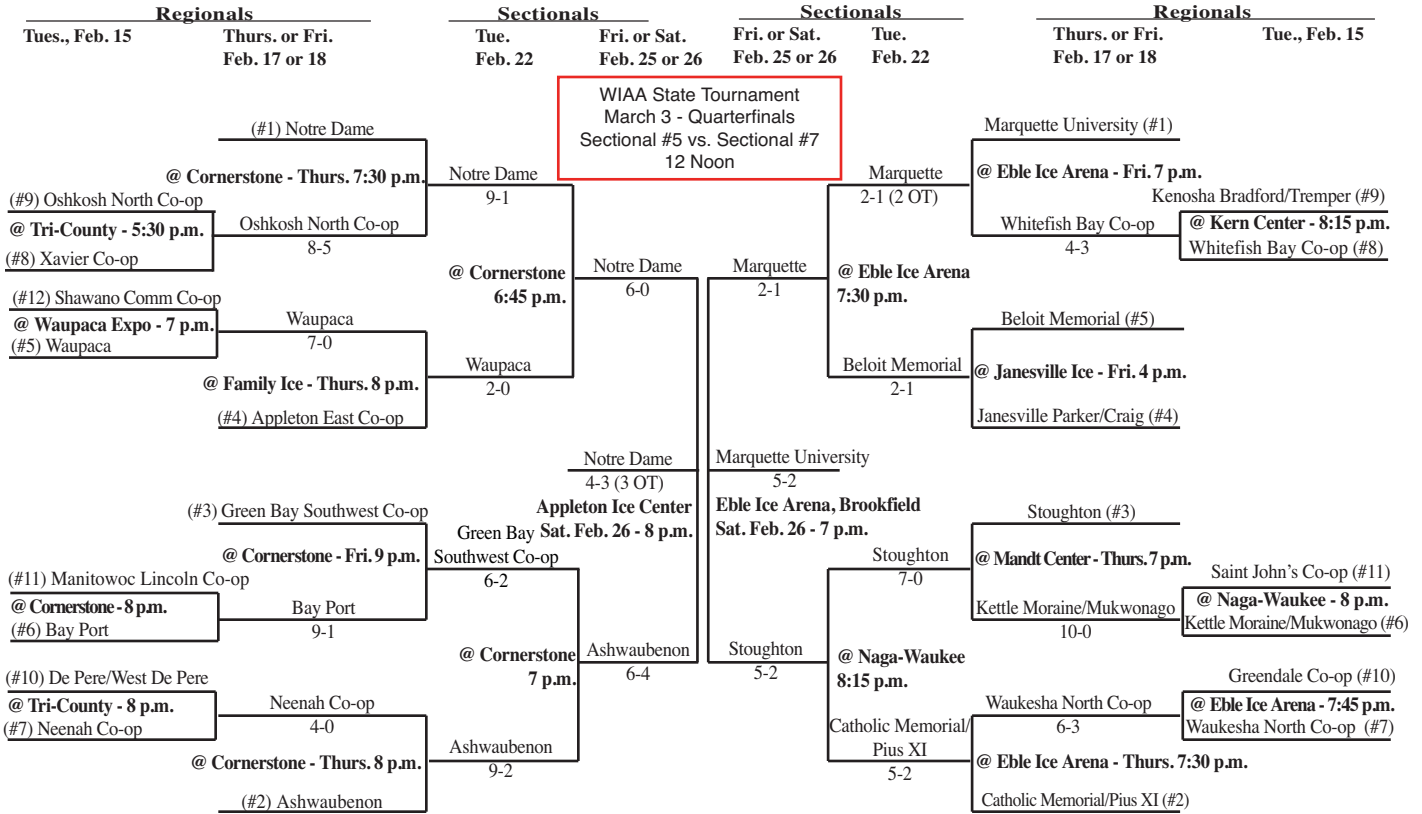 Regionals
Sectionals
Sectionals
Regionals
Tues., Feb. 15
Thurs. or Fri.
Feb. 17 or 18
Tue.
Feb. 22
Fri. or Sat.
Feb. 25 or 26
Fri. or Sat.
Feb. 25 or 26
Tue.
Feb. 22
Thurs. or Fri.
Feb. 17 or 18
Tue., Feb. 15
WIAA State Tournament
March 3 - Quarterfinals
Sectional #5 vs. Sectional #7
12 Noon
(#1) Notre Dame
@ Cornerstone - Thurs. 7:30 p.m.
(#9) Oshkosh North Co-op
@ Tri-County - 5:30 p.m.
(#8) Xavier Co-op
Oshkosh North Co-op
8-5
Notre Dame
9-1
(#12) Shawano Comm Co-op
@ Waupaca Expo - 7 p.m.
(#5) Waupaca
Waupaca
7-0
@ Family Ice - Thurs. 8 p.m.
(#4) Appleton East Co-op
@ Cornerstone
6:45 p.m.
Waupaca
2-0
Notre Dame
6-0
Notre Dame
4-3 (3 OT)
Appleton Ice Center
Sat. Feb. 26 - 8 p.m.
(#3) Green Bay Southwest Co-op
@ Cornerstone - Fri. 9 p.m.
(#11) Manitowoc Lincoln Co-op
@ Cornerstone - 8 p.m.
(#6) Bay Port
Bay Port
9-1
Green Bay
Southwest Co-op
6-2
@ Cornerstone
7 p.m.
(#10) De Pere/West De Pere
@ Tri-County - 8 p.m.
(#7) Neenah Co-op
Neenah Co-op
4-0
@ Cornerstone - Thurs. 8 p.m.
(#2) Ashwaubenon
Ashwaubenon
9-2
Ashwaubenon
6-4
Marquette University (#1)
@ Eble Ice Arena - Fri. 7 p.m.
Kenosha Bradford/Tremper (#9)
@ Kern Center - 8:15 p.m.
Whitefish Bay Co-op (#8)
Whitefish Bay Co-op
4-3
Marquette
2-1 (2 OT)
@ Eble Ice Arena
7:30 p.m.
Marquette
2-1
Beloit Memorial (#5)
@ Janesville Ice - Fri. 4 p.m.
Janesville Parker/Craig (#4)
Beloit Memorial
2-1
Marquette University
5-2
Eble Ice Arena, Brookfield
Sat. Feb. 26 - 7 p.m.
Stoughton (#3)
@ Mandt Center - Thurs. 7 p.m.
Saint John's Co-op (#11)
@ Naga-Waukee - 8 p.m.
Kettle Moraine/Mukwonago (#6)
Kettle Moraine/Mukwonago
10-0
Stoughton
7-0
@ Naga-Waukee
8:15 p.m.
Stoughton
5-2
Greendale Co-op (#10)
@ Eble Ice Arena - 7:45 p.m.
Waukesha North Co-op (#7)
Waukesha North Co-op
6-3
@ Eble Ice Arena - Thurs. 7:30 p.m.
Catholic Memorial/Pius XI (#2)
Catholic Memorial/
Pius XI
5-2